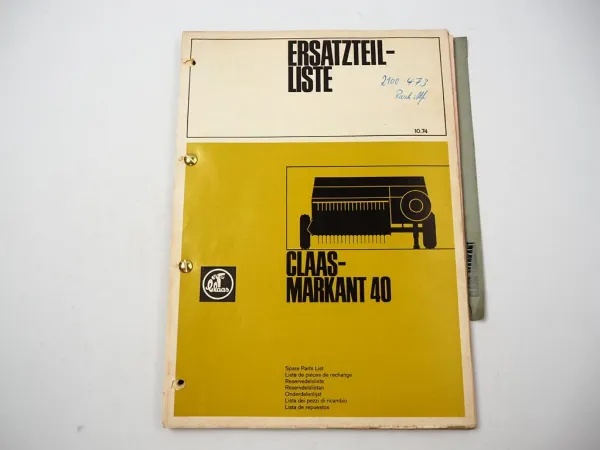 ERSATZTEIL-
LISTE
2100 473
10.74
CLAAS-
MARKANT 40
Claas
Spare Parts List
Liste de pièces de rechange
Reservedelsliste
Reservdelslistan
Onderdelenlijst
Lista dei pezzi di ricambio
Lista de repuestos